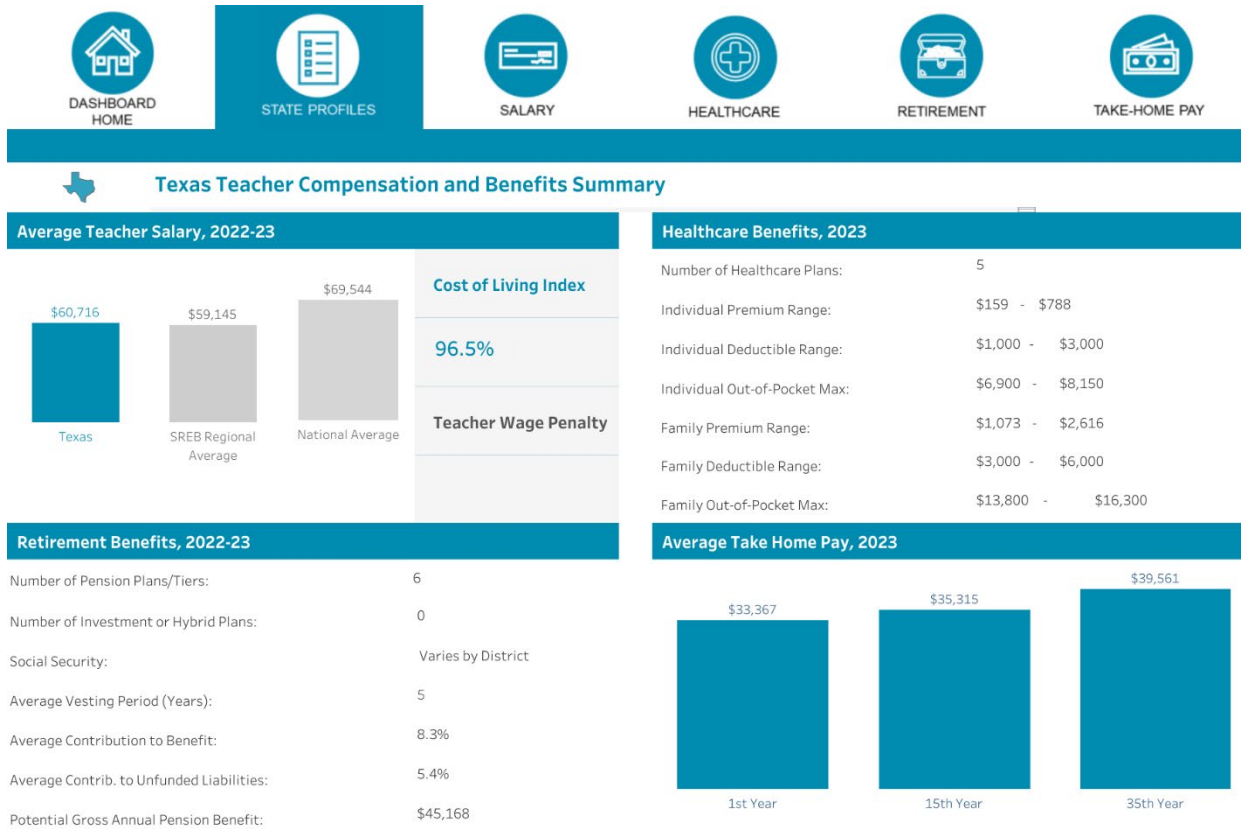 DASHBOARD
HOME
STATE PROFILES
SALARY
HEALTHCARE
RETIREMENT
TAKE-HOME PAY
Texas Teacher Compensation and Benefits Summary
Average Teacher Salary, 2022-23
$60,716
$59,145
$69,544
Texas
SREB Regional
Average
National Average
Cost of Living Index
96.5%
Teacher Wage Penalty
Healthcare Benefits, 2023
Number of Healthcare Plans: 5
Individual Premium Range: $159 - $788
Individual Deductible Range: $1,000 - $3,000
Individual Out-of-Pocket Max: $6,900 - $8,150
Family Premium Range: $1,073 - $2,616
Family Deductible Range: $3,000 - $6,000
Family Out-of-Pocket Max: $13,800 - $16,300
Retirement Benefits, 2022-23
Number of Pension Plans/Tiers: 6
Number of Investment or Hybrid Plans: 0
Social Security: Varies by District
Average Vesting Period (Years): 5
Average Contribution to Benefit: 8.3%
Average Contrib. to Unfunded Liabilities: 5.4%
Potential Gross Annual Pension Benefit: $45,168
Average Take Home Pay, 2023
$33,367
$35,315
$39,561
1st Year
15th Year
35th Year